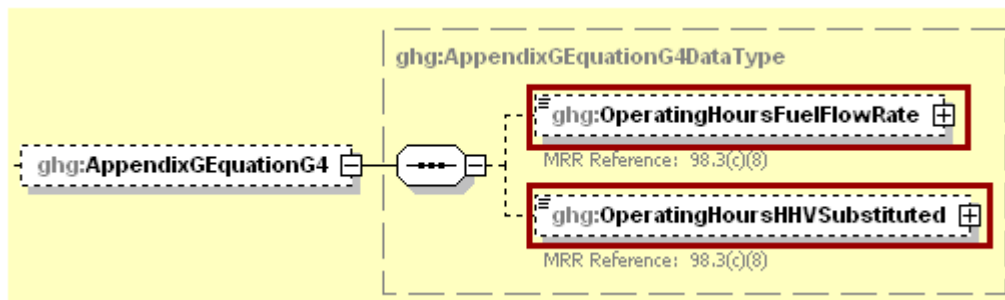 ghg:AppendixGEquationG4DataType
ghg:OperatingHoursFuelFlowRate
MRR Reference: 98.3(c)(8)
ghg:AppendixGEquationG4
ghg:OperatingHoursHHVSubstituted
MRR Reference: 98.3(c)(8)